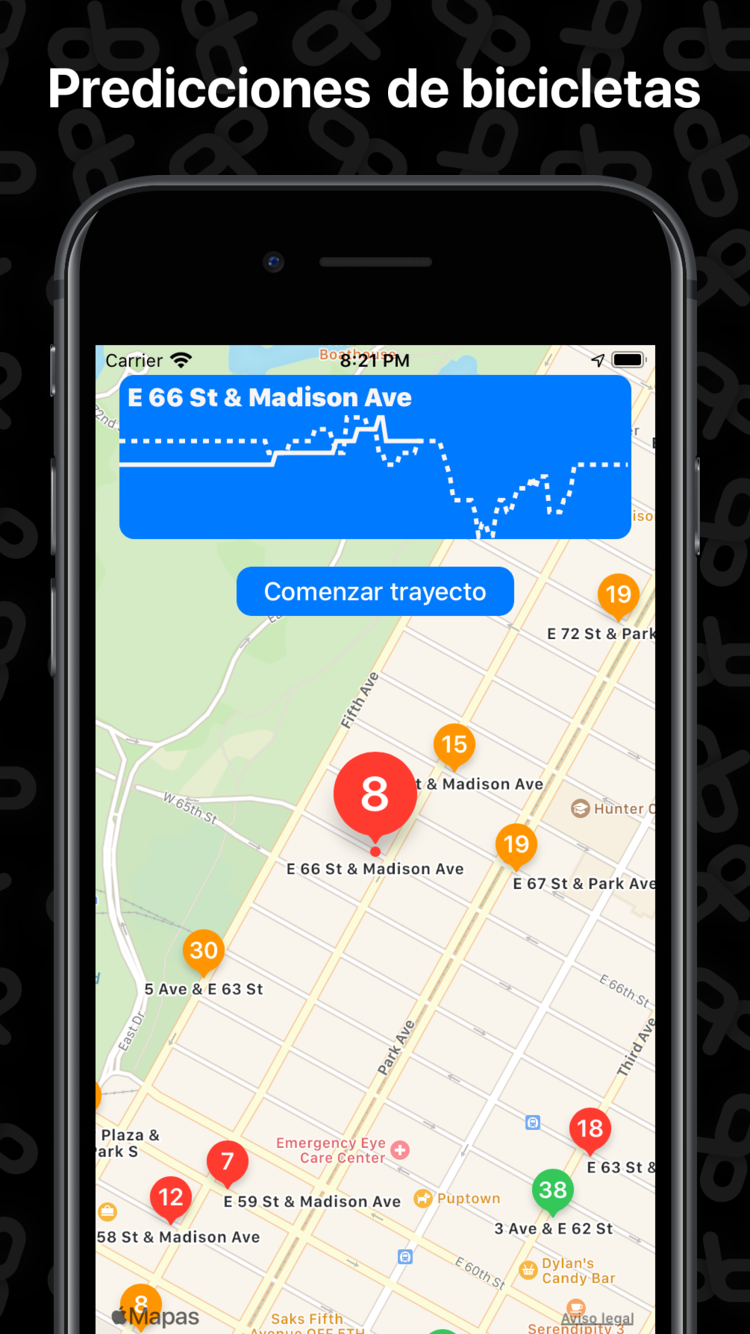 Predicciones de bicicletas
Carrier
8:21 PM
Boathouse
72nd
E 66 St & Madison Ave
Comenzar trayecto
19
E 72 St & Park
Fifth Ave
15
t & Madison Ave
8
W 65th St
Hunter C
19
E 66 St & Madison Ave
E 67 St & Park Ave
30
5 Ave & E 63 St
E 66th St
East Dr
Park Ave
Third Ave
Plaza &
Park S
Emergency Eye
Care Center
18
7
E 63 St &
12
E 59 St & Madison Ave
Puptown
38
58 St & Madison Ave
3 Ave & E 62 St
E 60th St
Dylan's
Candy Bar
8
Mapas
Saks Fifth
Avenue OFF 5TH
Aviso legal
Serendipity 3